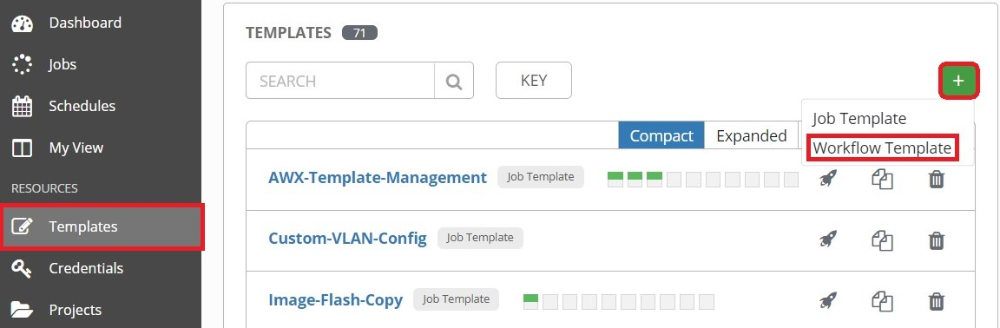 Dashboard
Jobs
Schedules
My View
RESOURCES
Templates
Credentials
Projects
TEMPLATES 71
SEARCH
KEY
+
Job Template
Workflow Template
Compact Expanded
AWX-Template-Management Job Template
Custom-VLAN-Config Job Template
Image-Flash-Copy Job Template